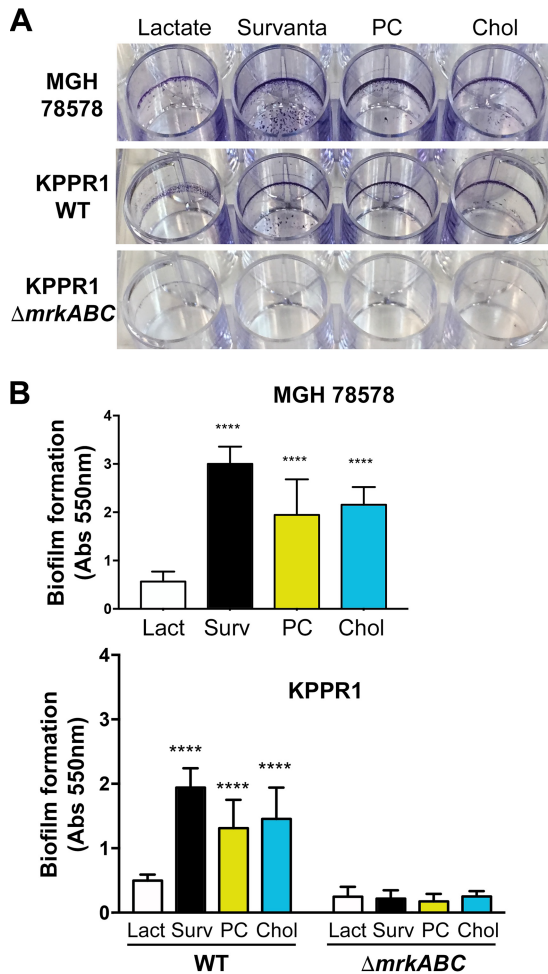 A
Lactate Survanta PC Chol
MGH
78578
KPPR1
WT
KPPR1
ΔmrkABC
B
MGH 78578
Biofilm formation
(Abs 550nm)
4
3
2
1
0
**** **** ****
Lact Surv PC Chol
KPPR1
Biofilm formation
(Abs 550nm)
4
3
2
1
0
**** **** ****
Lact Surv PC Chol Lact Surv PC Chol
WT ΔmrkABC